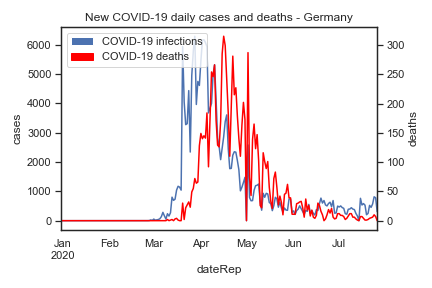 New COVID-19 daily cases and deaths - Germany
COVID-19 infections
COVID-19 deaths
cases
6000
5000
4000
3000
2000
1000
0
deaths
300
250
200
150
100
50
0
Jan Feb Mar Apr May Jun Jul
2020
dateRep